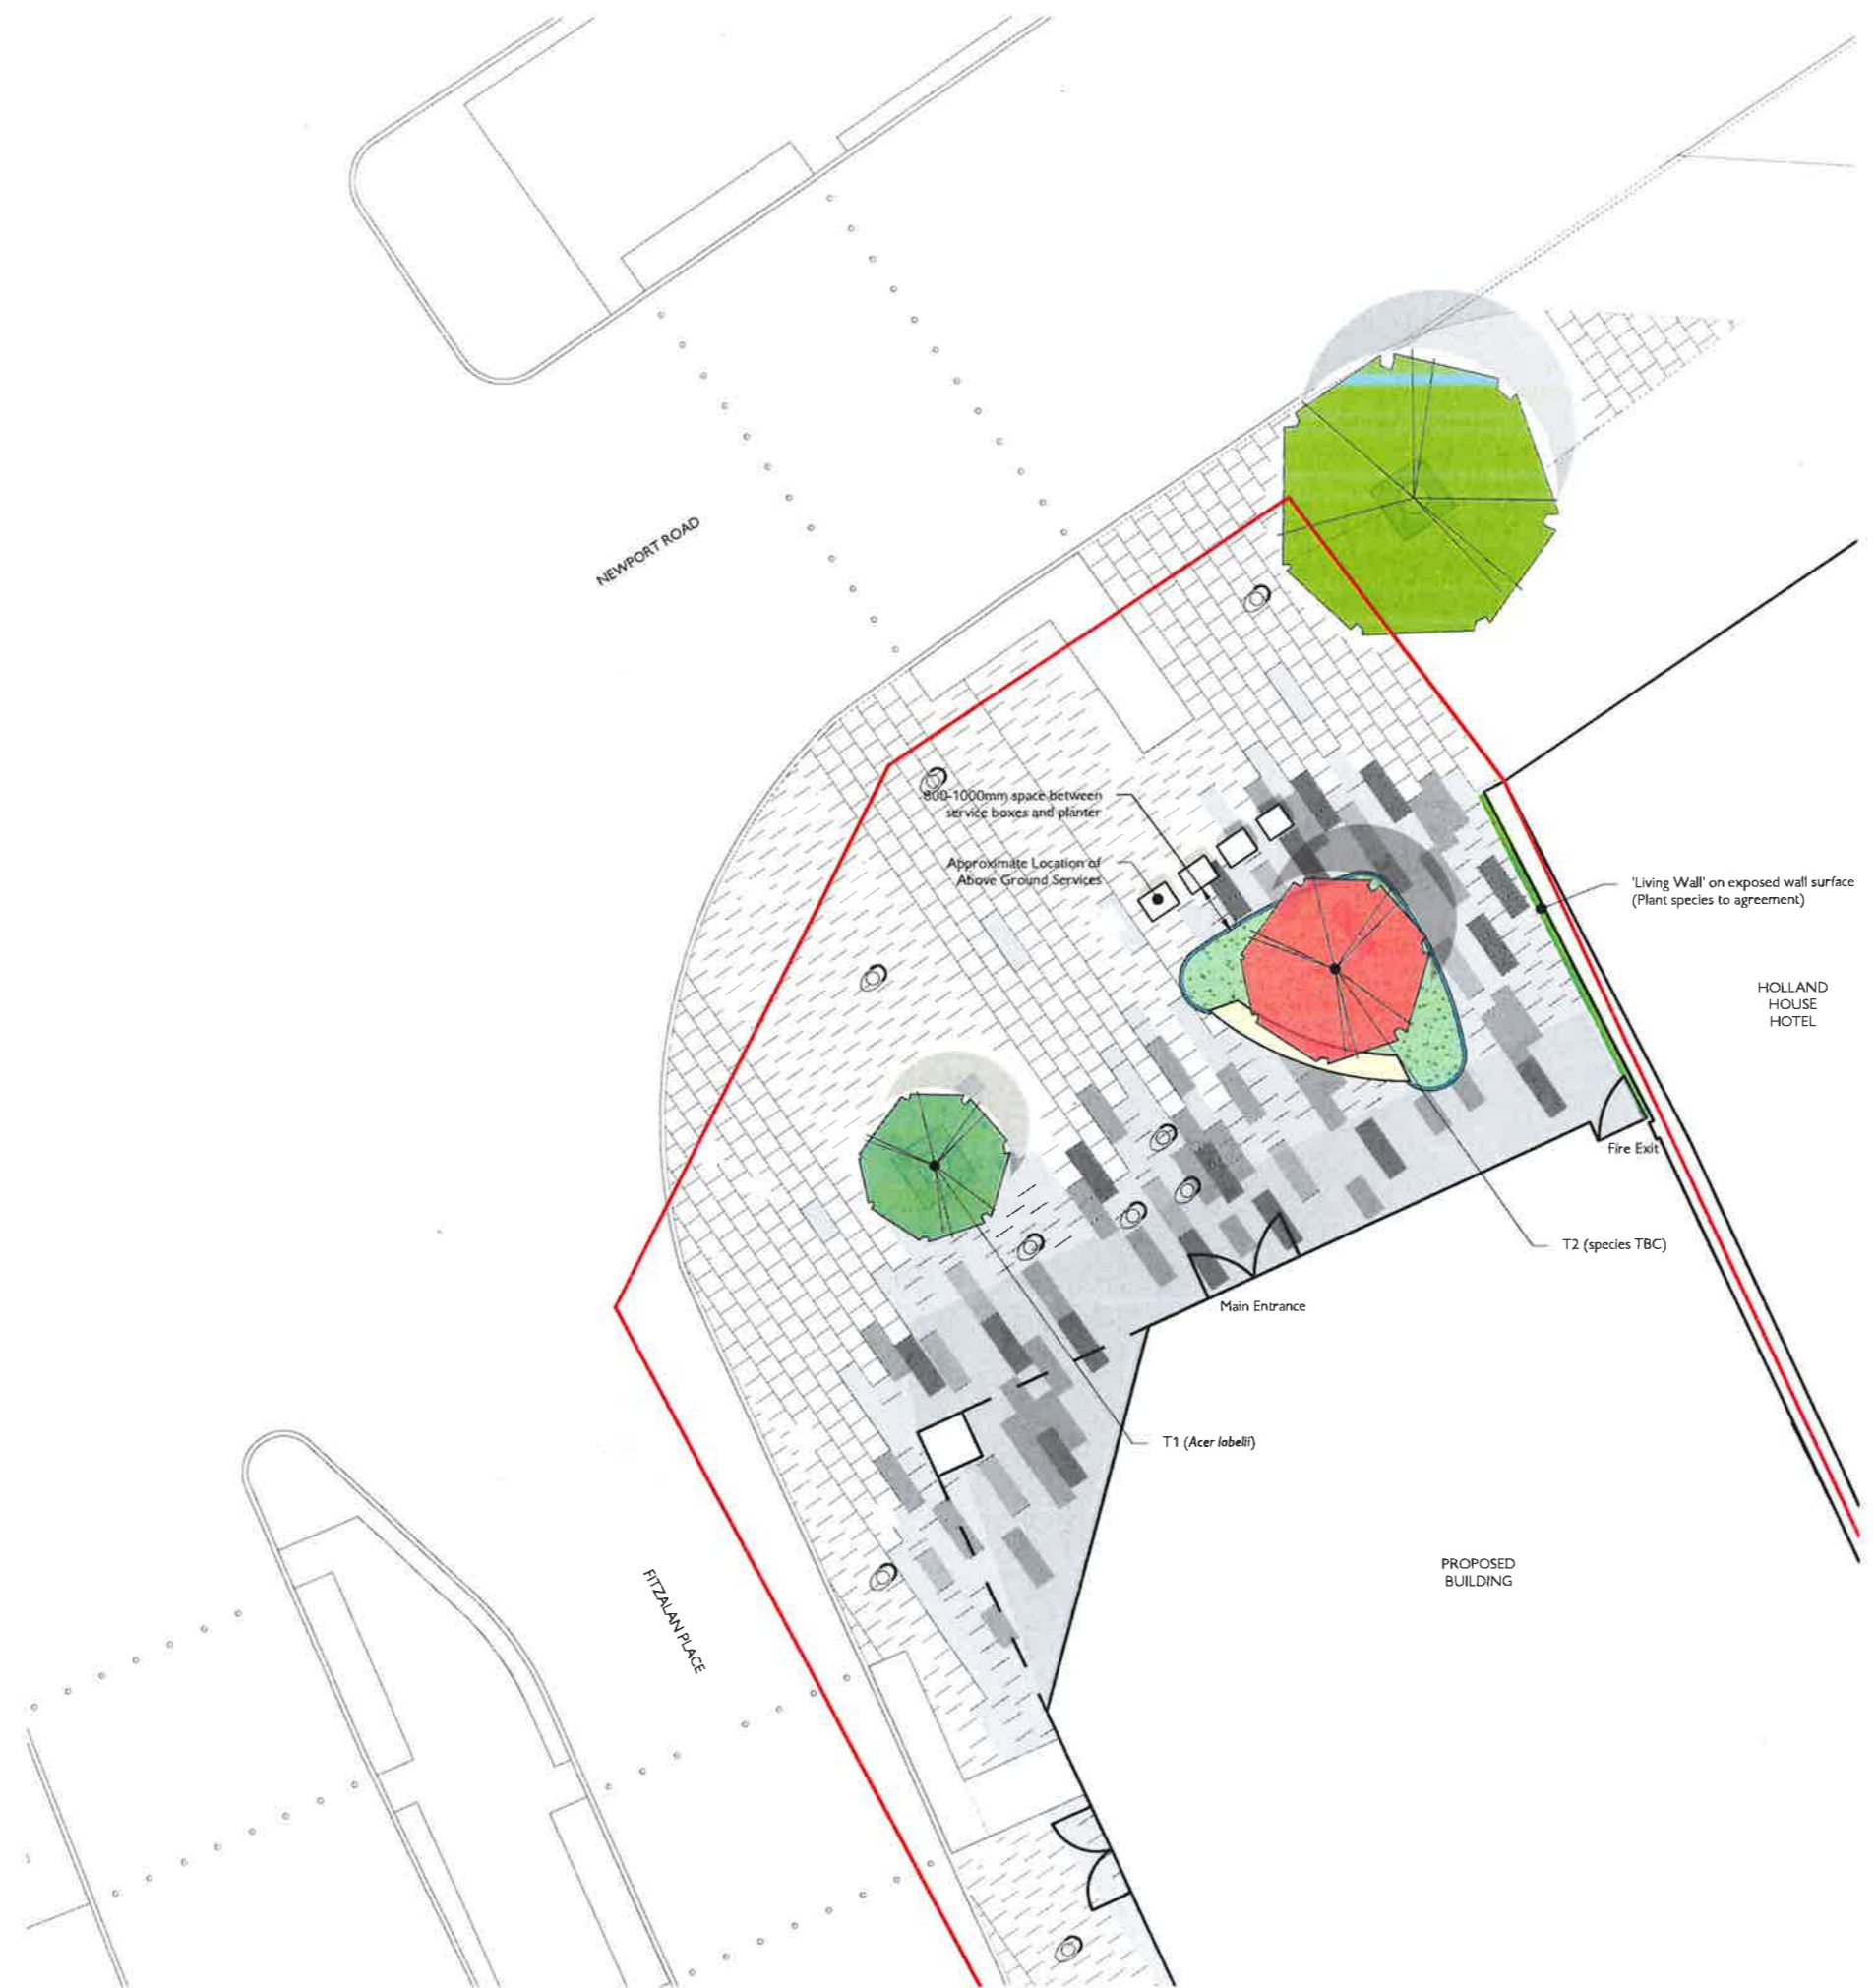 NEWPORT ROAD
800-1000mm space between
service boxes and planter
Approximate Location of
Above Ground Services
'Living Wall' on exposed wall surface
(Plant species to agreement)
HOLLAND
HOUSE
HOTEL
Fire Exit
T2 (species TBC)
Main Entrance
T1 (Acer lobelii)
PROPOSED
BUILDING
FITZALAN PLACE